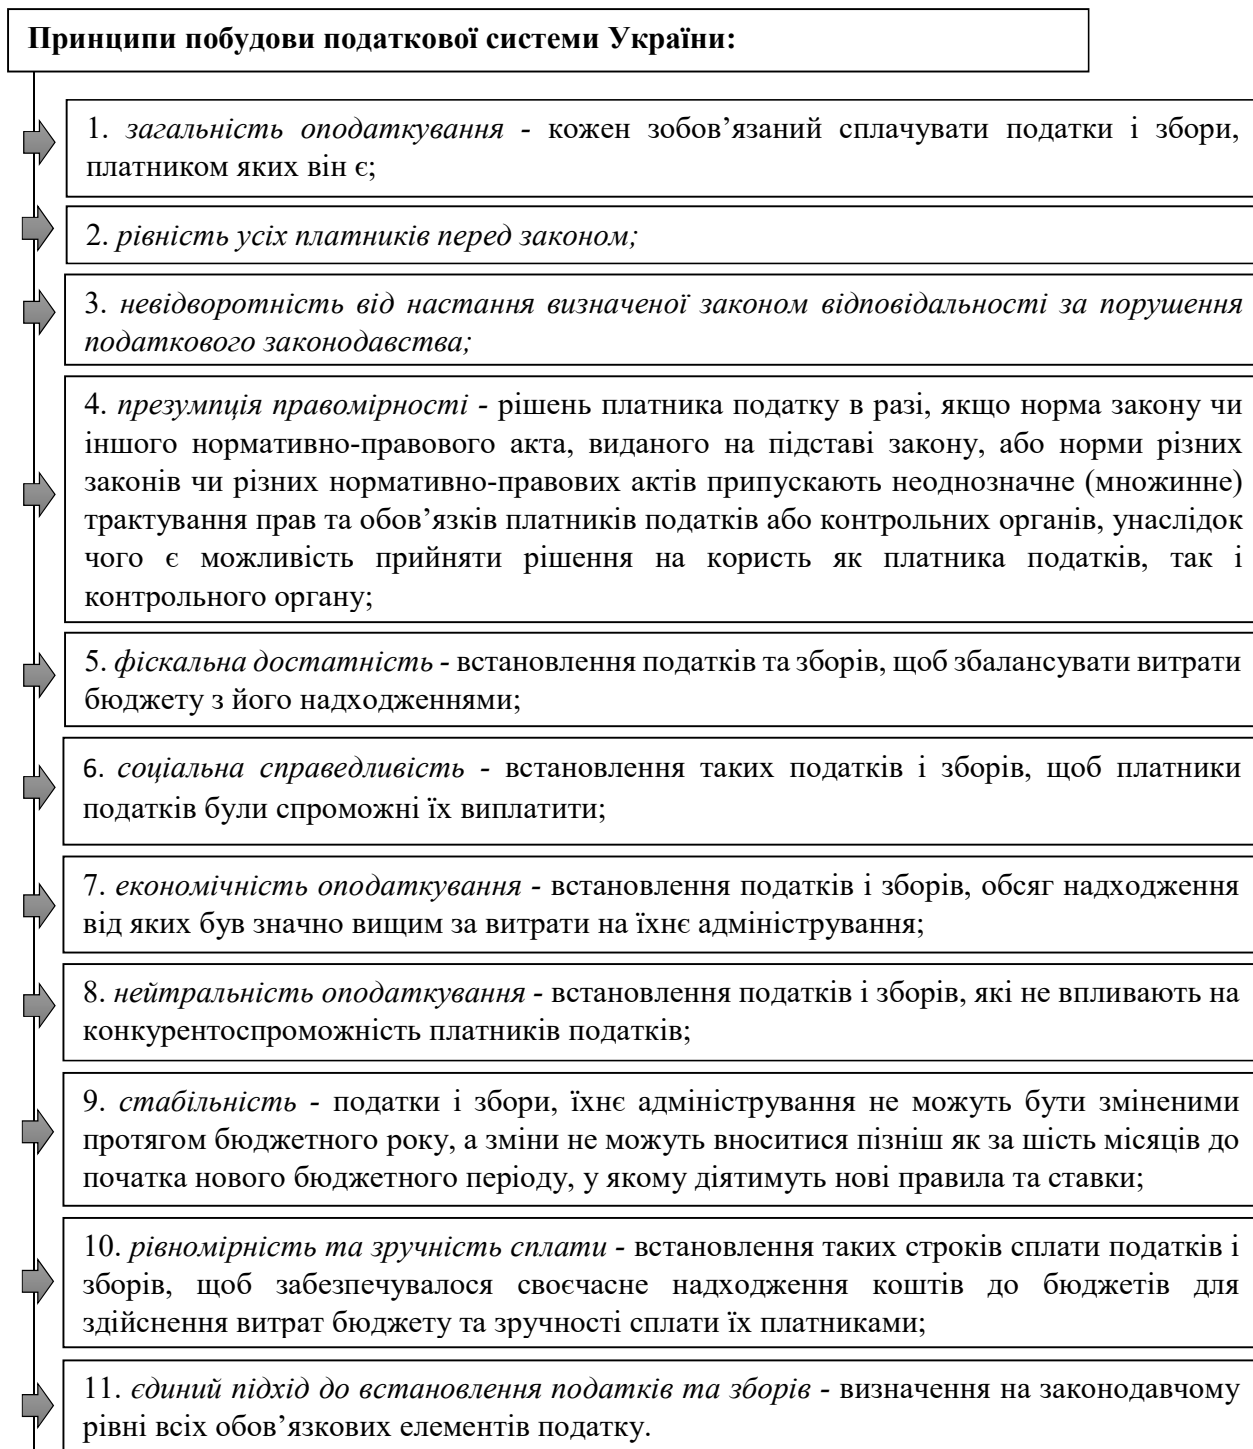 Принципи побудови податкової системи України:
1. загальність оподаткування - кожен зобов’язаний сплачувати податки і збори,
платником яких він є;
2. рівність усіх платників перед законом;
3. невідворотність від настання визначеної законом відповідальності за порушення
податкового законодавства;
4. презумпція правомірності - рішень платника податку в разі, якщо норма закону чи
іншого нормативно-правового акта, виданого на підставі закону, або норми різних
законів чи різних нормативно-правових актів припускають неоднозначне (множинне)
трактування прав та обов’язків платників податків або контрольних органів, унаслідок
чого є можливість прийняти рішення на користь як платника податків, так і
контрольного органу;
5. фіскальна достатність - встановлення податків та зборів, щоб збалансувати витрати
бюджету з його надходженнями;
6. соціальна справедливість - встановлення таких податків і зборів, щоб платники
податків були спроможні їх виплатити;
7. економічність оподаткування - встановлення податків і зборів, обсяг надходження
від яких був значно вищим за витрати на їхнє адміністрування;
8. нейтральність оподаткування - встановлення податків і зборів, які не впливають на
конкурентоспроможність платників податків;
9. стабільність - податки і збори, їхнє адміністрування не можуть бути зміненими
протягом бюджетного року, а зміни не можуть вноситися пізніш як за шість місяців до
початка нового бюджетного періоду, у якому діятимуть нові правила та ставки;
10. рівномірність та зручність сплати - встановлення таких строків сплати податків і
зборів, щоб забезпечувалося своєчасне надходження коштів до бюджетів для
здійснення витрат бюджету та зручності сплати їх платниками;
11. єдиний підхід до встановлення податків та зборів - визначення на законодавчому
рівні всіх обов’язкових елементів податку.